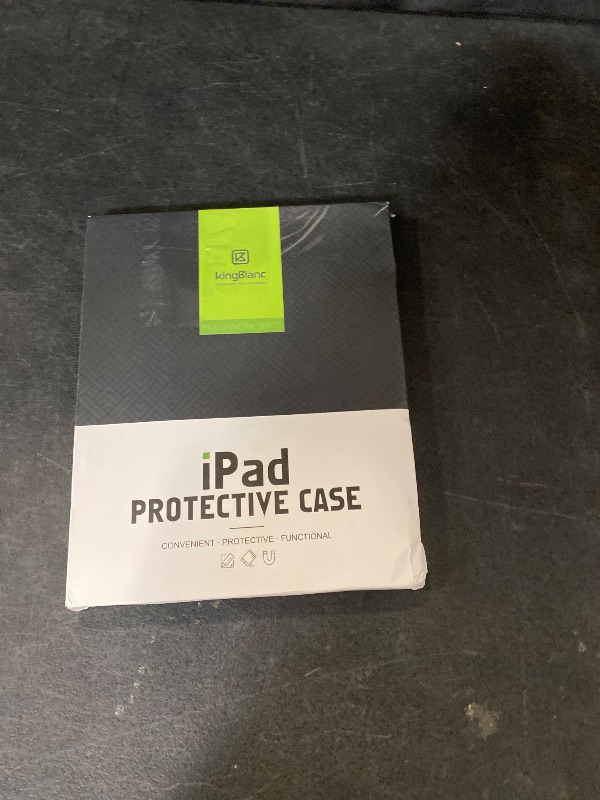 kingBlanc
iPad
PROTECTIVE CASE
CONVENIENT · PROTECTIVE · FUNCTIONAL